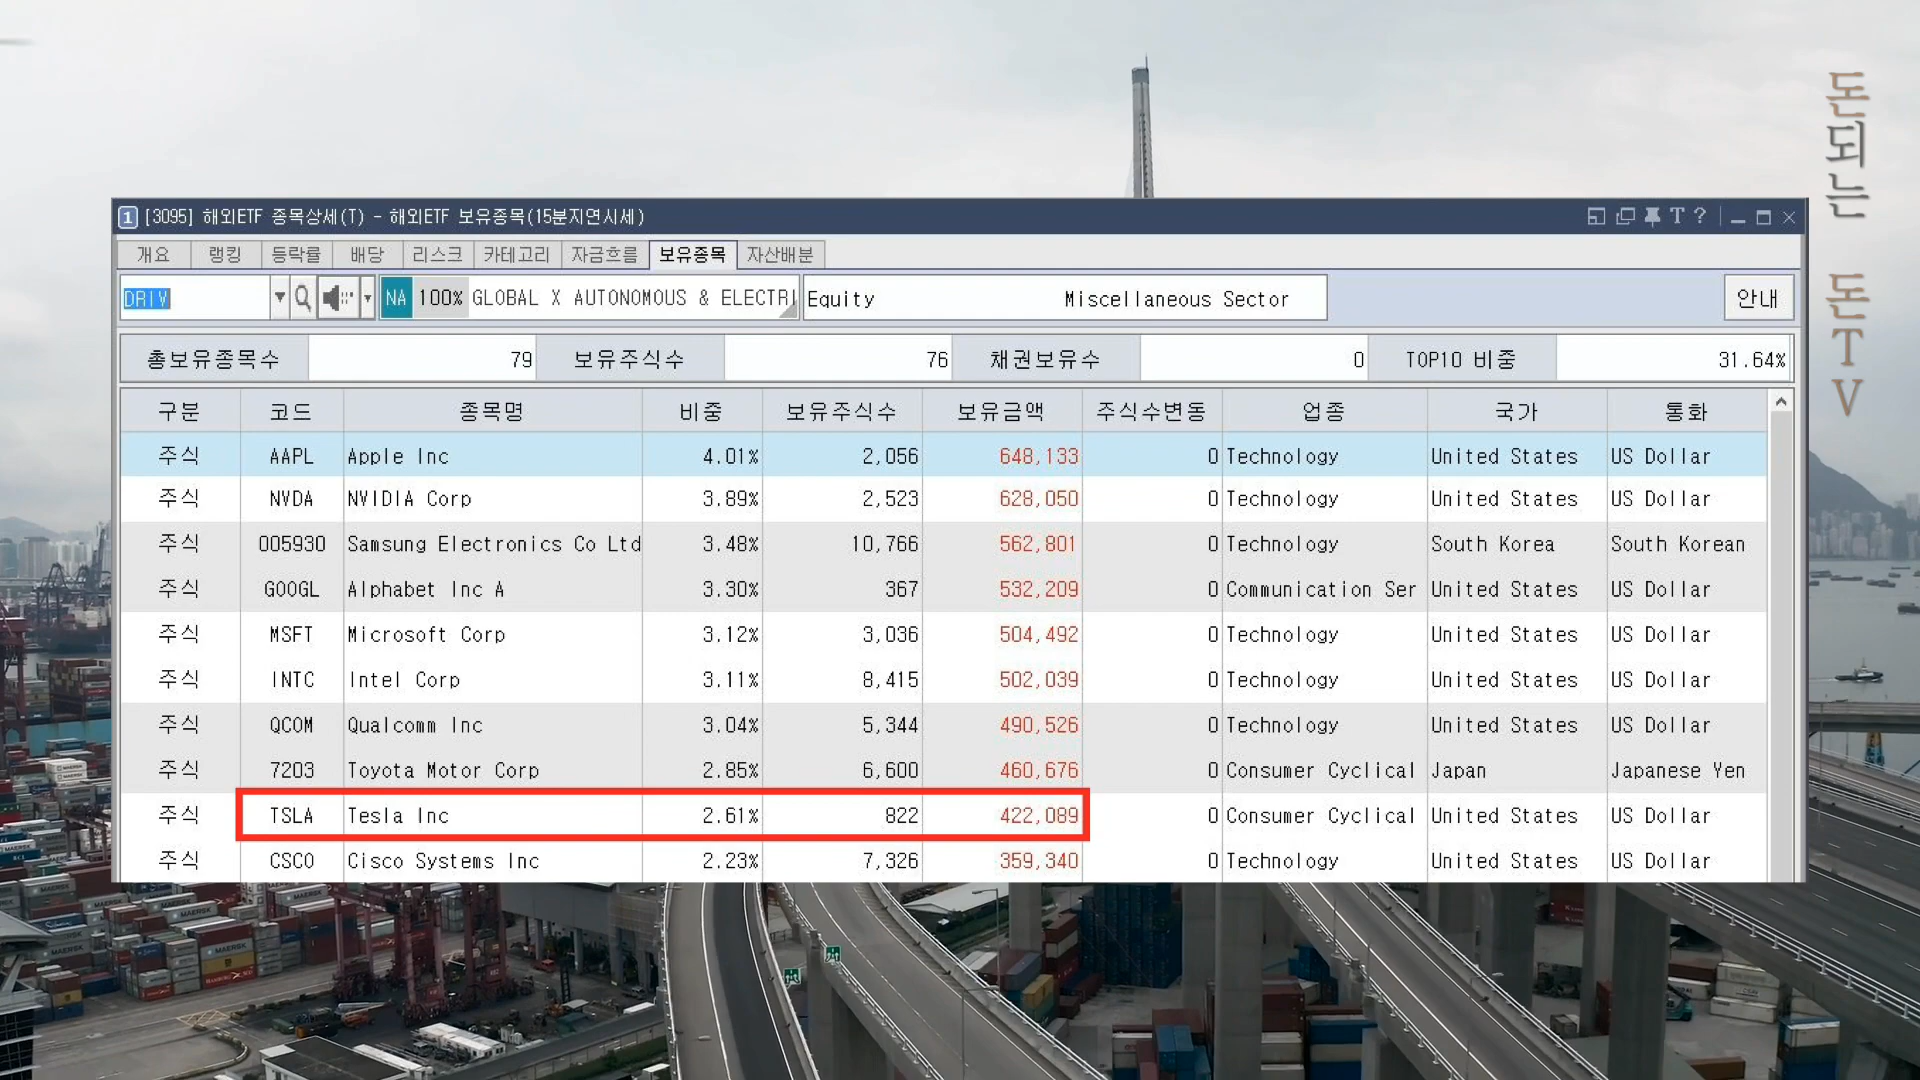 돈되는 돈TV
1 [3095] 해외ETF 종목상세(T) - 해외ETF 보유종목(15분지연시세)
개요 랭킹 등락률 배당 리스크 카테고리 자금흐름 보유종목 자산배분
DRIV NA 100% GLOBAL X AUTONOMOUS & ELECTRI Equity Miscellaneous Sector 안내
총보유종목수 79 보유주식수 76 채권보유수 0 TOP10 비중 31.64%
구분 코드 종목명 비중 보유주식수 보유금액 주식수변동 업종 국가 통화
주식 AAPL Apple Inc 4.01% 2,056 648,133 0 Technology United States US Dollar
주식 NVDA NVIDIA Corp 3.89% 2,523 628,050 0 Technology United States US Dollar
주식 005930 Samsung Electronics Co Ltd 3.48% 10,766 562,801 0 Technology South Korea South Korean
주식 GOOGL Alphabet Inc A 3.30% 367 532,209 0 Communication Ser United States US Dollar
주식 MSFT Microsoft Corp 3.12% 3,036 504,492 0 Technology United States US Dollar
주식 INTC Intel Corp 3.11% 8,415 502,039 0 Technology United States US Dollar
주식 QCOM Qualcomm Inc 3.04% 5,344 490,526 0 Technology United States US Dollar
주식 7203 Toyota Motor Corp 2.85% 6,600 460,676 0 Consumer Cyclical Japan Japanese Yen
주식 TSLA Tesla Inc 2.61% 822 422,089 0 Consumer Cyclical United States US Dollar
주식 CSCO Cisco Systems Inc 2.23% 7,326 359,340 0 Technology United States US Dollar
MAERSK
MAERSK
MAERSK